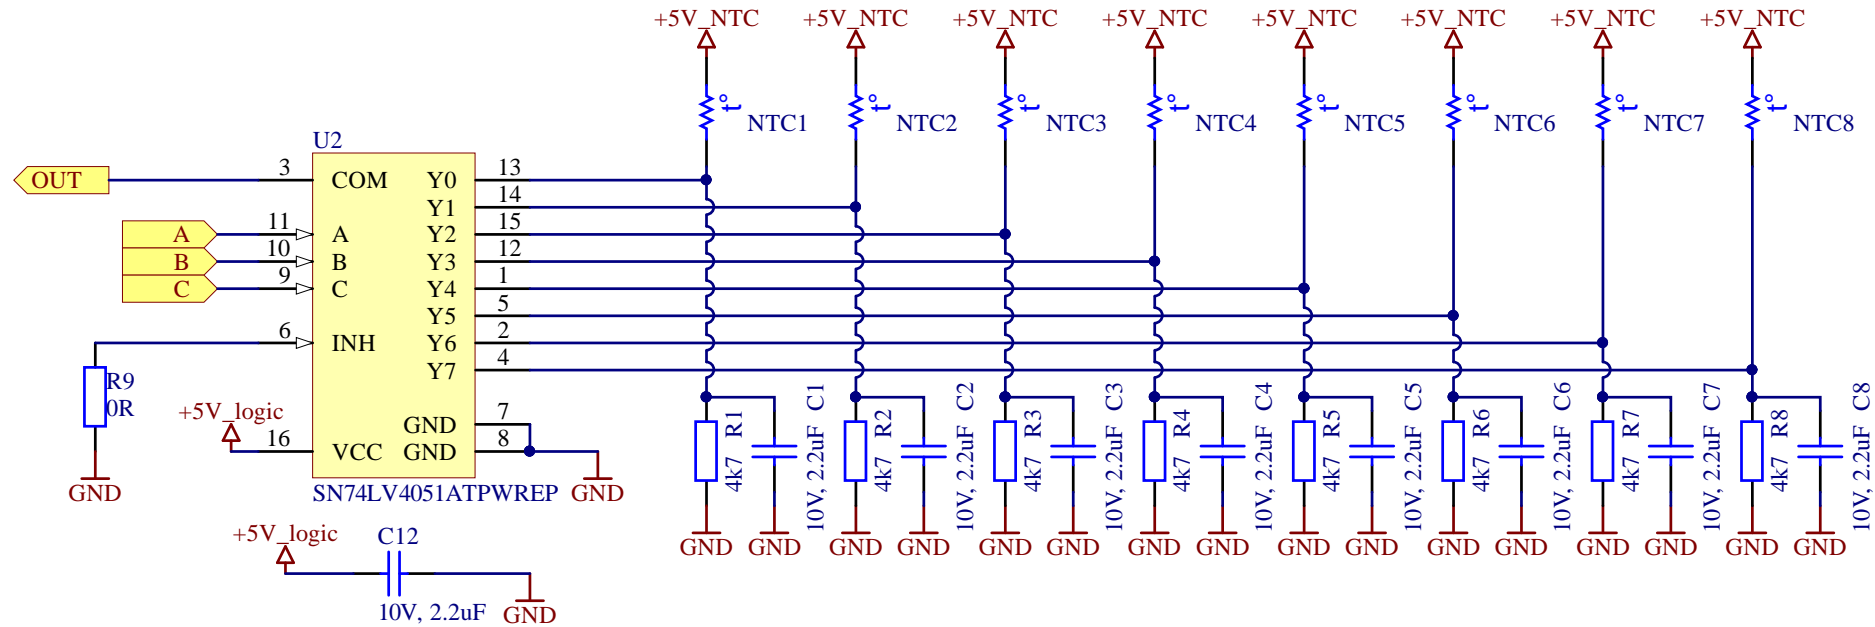 +5V_NTC +5V_NTC +5V_NTC +5V_NTC +5V_NTC +5V_NTC +5V_NTC +5V_NTC
t° t° t° t° t° t° t° t°
NTC1 NTC2 NTC3 NTC4 NTC5 NTC6 NTC7 NTC8
U2
OUT 3 COM Y0 13
Y1 14
A 11 A Y2 15
B 10 B Y3 12
C 9 C Y4 1
Y5 5
6 INH Y6 2
Y7 4
R9
0R
GND
+5V_logic
GND 7
16 VCC GND 8
SN74LV4051ATPWREP
GND
R1
4k7
10V, 2.2uF C1
R2
4k7
10V, 2.2uF C2
R3
4k7
10V, 2.2uF C3
R4
4k7
10V, 2.2uF C4
R5
4k7
10V, 2.2uF C5
R6
4k7
10V, 2.2uF C6
R7
4k7
10V, 2.2uF C7
R8
4k7
10V, 2.2uF C8
GND GND GND GND GND GND GND GND GND GND GND GND GND GND GND GND
+5V_logic
C12
10V, 2.2uF
GND